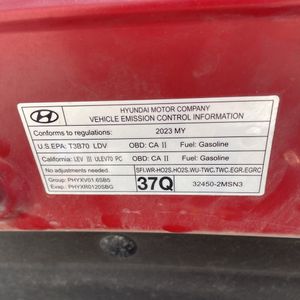 HYUNDAI MOTOR COMPANY
VEHICLE EMISSION CONTROL INFORMATION
Conforms to regulations: 2023 MY
U.S.EPA: T3B70 LDV OBD: CA II Fuel: Gasoline
California: LEV III ULEV70 PC OBD: CA II Fuel: Gasoline
No adjustments needed. SFI,WR-HO2S,HO2S,WU-TWC,TWC,EGR,EGRC
Group: PHYXV01.6SB5
Evap: PHYXR0120SBG
37Q
32450-2MSN3